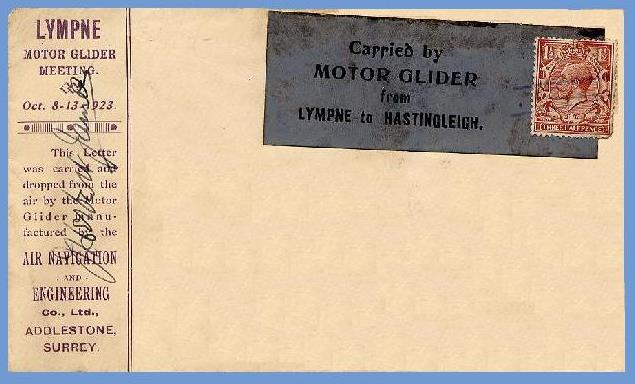 LYMPNE
MOTOR GLIDER
MEETING.
Oct. 8-13-1923
This Letter
was carried and
dropped from the
air by the Motor
Glider manu-
factured by the
AIR NAVIGATION
- AND -
ENGINEERING
Co., Ltd.,
ADDLESTONE,
SURREY.
Carried by
MOTOR GLIDER
from
LYMPNE to HASTINGLEIGH.
THREE HALFPENCE